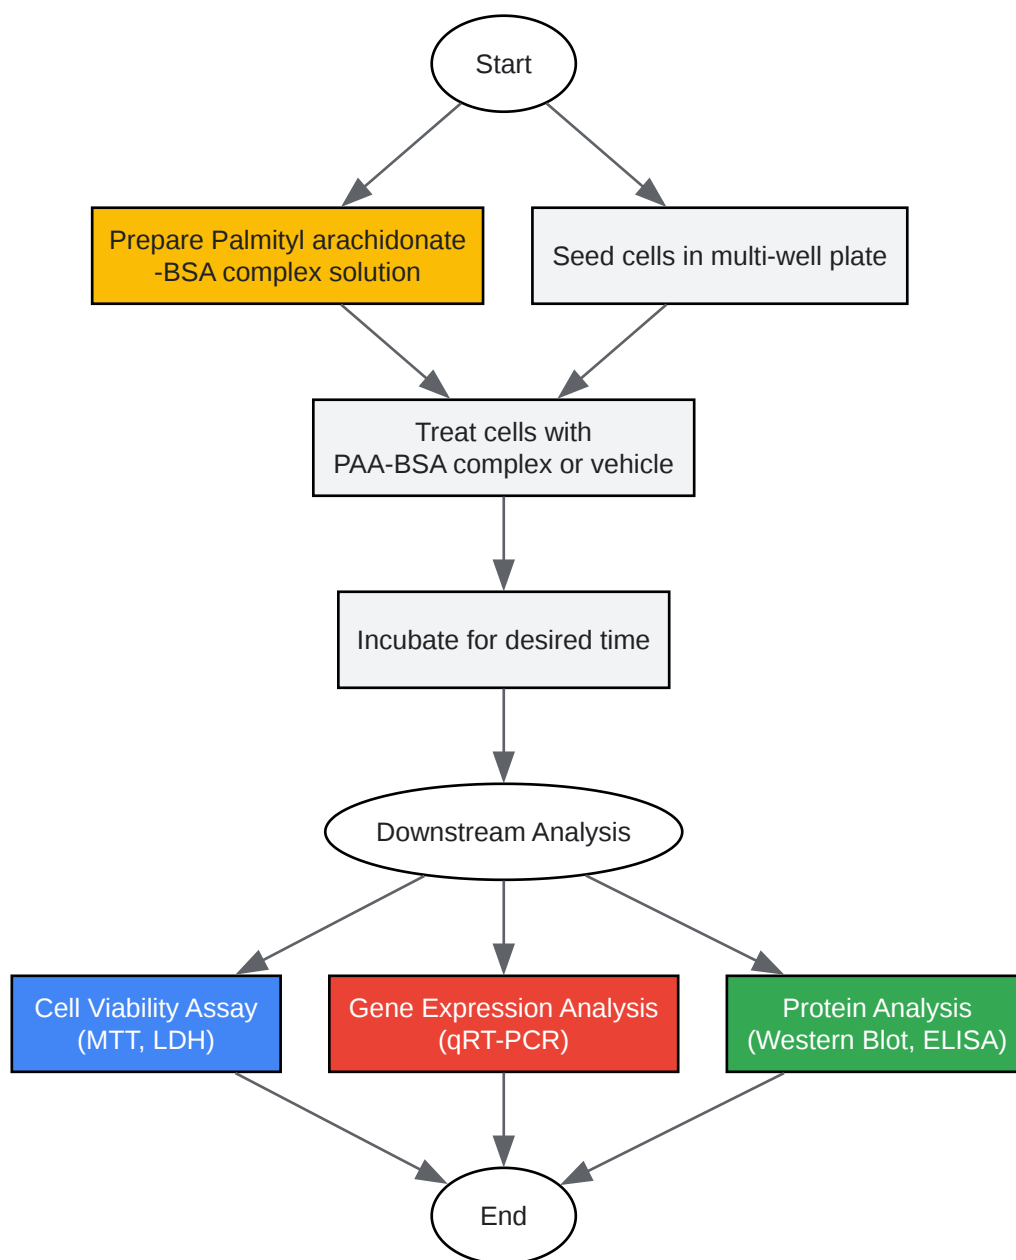 Start
Prepare Palmityl arachidonate
-BSA complex solution
Seed cells in multi-well plate
Treat cells with
PAA-BSA complex or vehicle
Incubate for desired time
Downstream Analysis
Cell Viability Assay
(MTT, LDH)
Gene Expression Analysis
(qRT-PCR)
Protein Analysis
(Western Blot, ELISA)
End